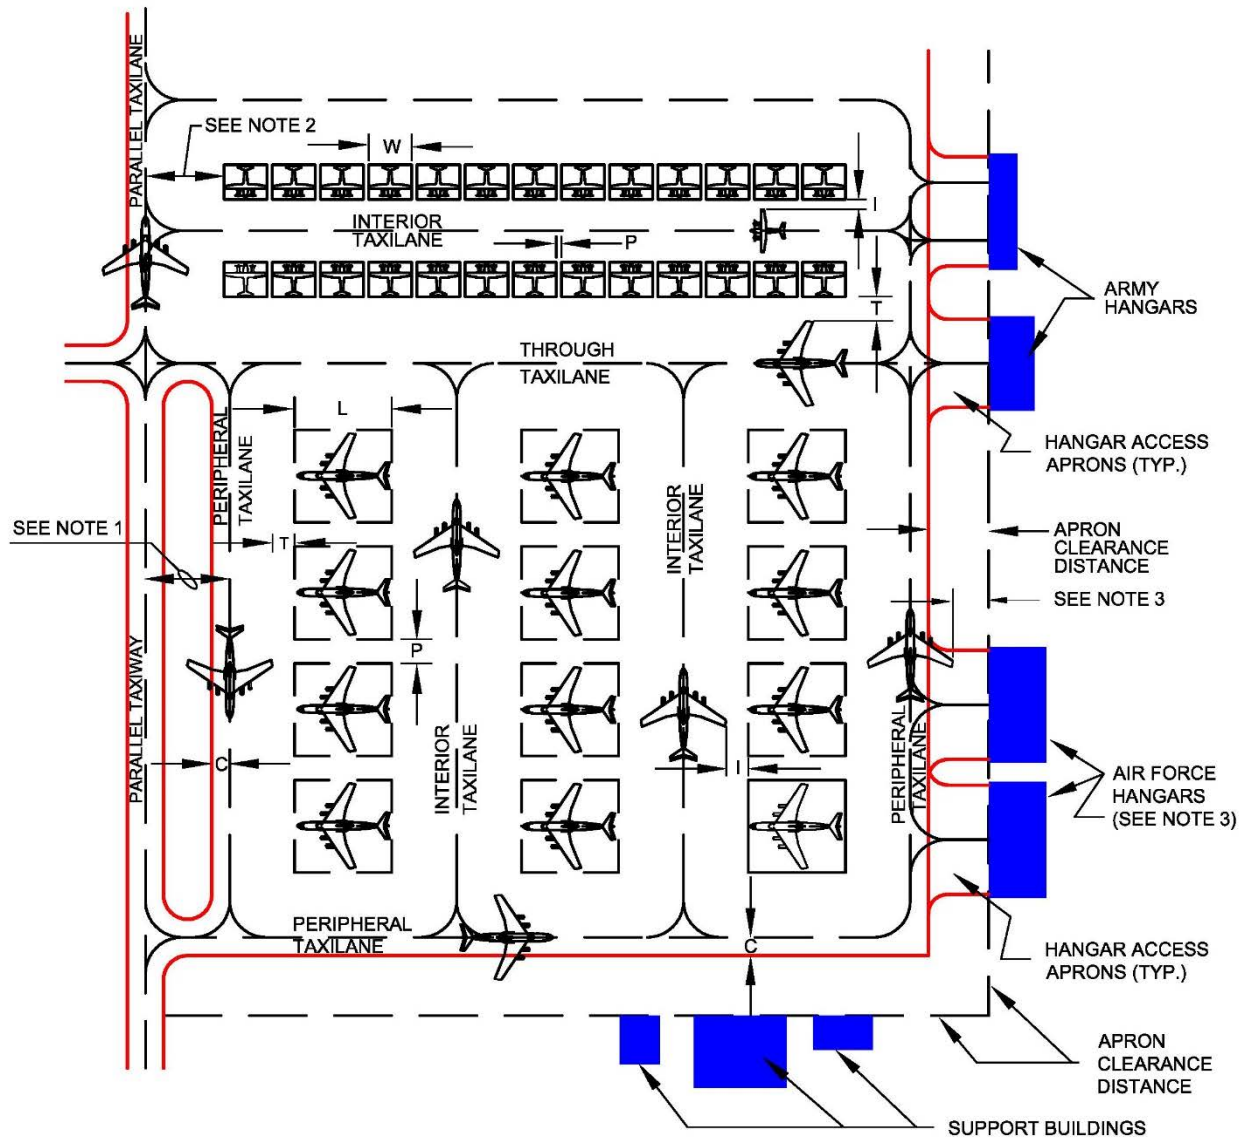 PARALLEL TAXILANE
SEE NOTE 2
W
I
INTERIOR
TAXILANE
P
ARMY
HANGARS
T
THROUGH
TAXILANE
L
PERIPHERAL
TAXILANE
HANGAR ACCESS
APRONS (TYP.)
SEE NOTE 1
T
INTERIOR
TAXILANE
APRON
CLEARANCE
DISTANCE
SEE NOTE 3
P
PARALLEL TAXIWAY
C
INTERIOR
TAXILANE
I
PERIPHERAL
TAXILANE
AIR FORCE
HANGARS
(SEE NOTE 3)
PERIPHERAL
TAXILANE
C
HANGAR ACCESS
APRONS (TYP.)
APRON
CLEARANCE
DISTANCE
SUPPORT BUILDINGS